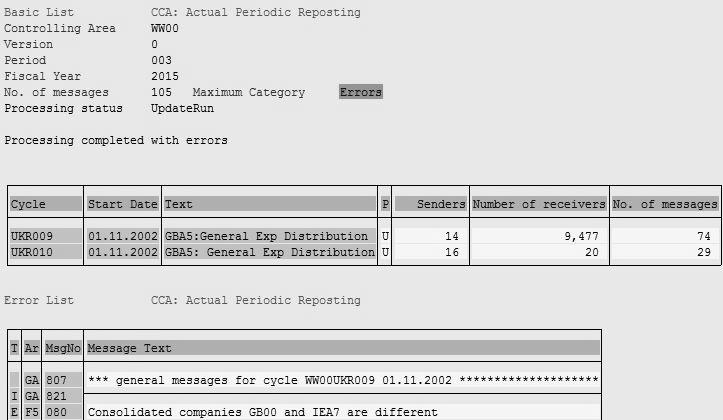 Basic List CCA: Actual Periodic Reporting
Controlling Area WW00
Version 0
Period 003
Fiscal Year 2015
No. of messages 105 Maximum Category Errors
Processing status UpdateRun
Processing completed with errors
Cycle Start Date Text P Senders Number of receivers No. of messages
UKR009 01.11.2002 GBA5:General Exp Distribution U 14 9,477 74
UKR010 01.11.2002 GBA5: General Exp Distribution U 16 20 29
Error List CCA: Actual Periodic Reporting
T Ar MsgNo Message Text
GA 807 *** general messages for cycle WW00UKR009 01.11.2002 ********************
I GA 821
E F5 080 Consolidated companies GB00 and IEA7 are different